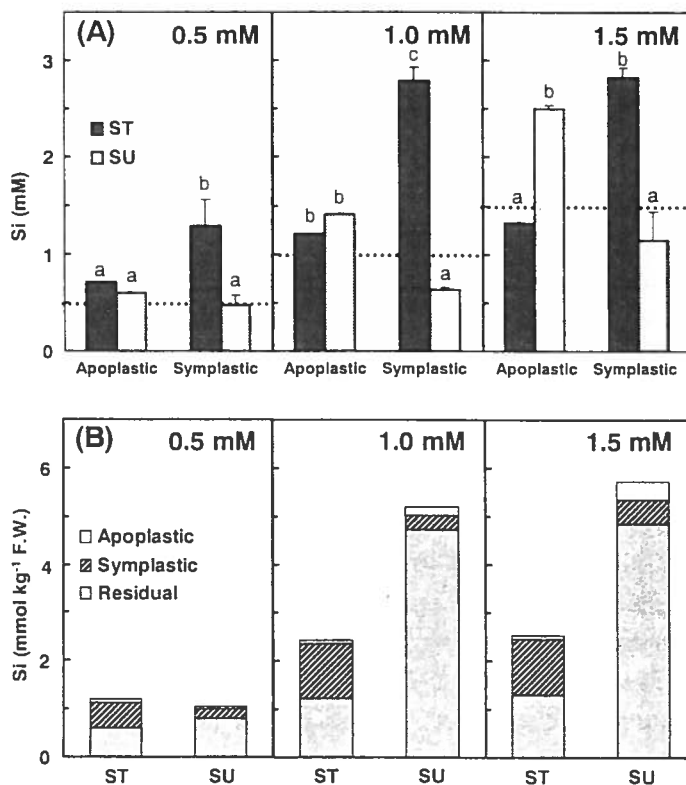 (A) 0.5 mM 1.0 mM 1.5 mM
Si (mM)
3
2
1
0
ST
SU
a a b a
b b c a
a b b a
Apoplastic Symplastic Apoplastic Symplastic Apoplastic Symplastic
(B) 0.5 mM 1.0 mM 1.5 mM
Si (mmol kg⁻¹ F.W.)
6
4
2
0
Apoplastic
Symplastic
Residual
ST SU ST SU ST SU